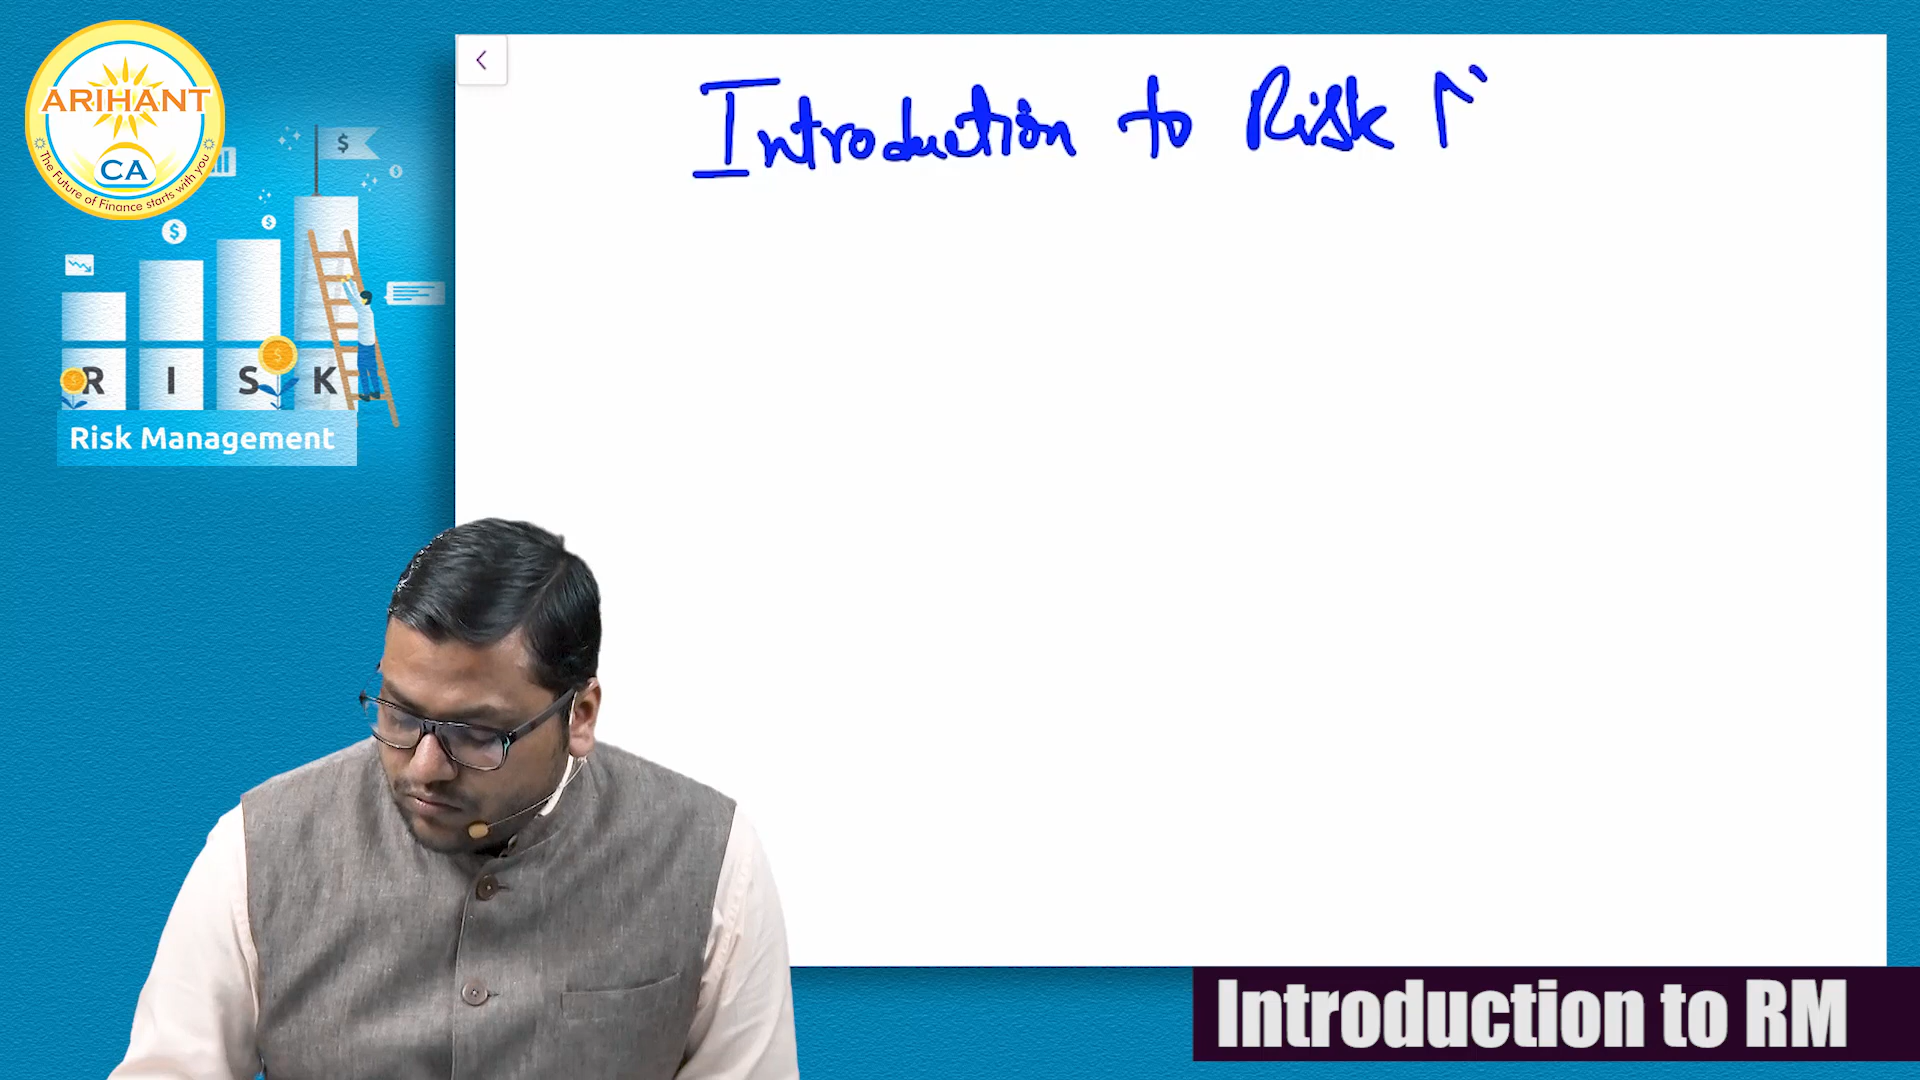 ARIHANT
CA
The Future of Finance starts with you
R I S K
Risk Management
Introduction to Risk
Introduction to RM